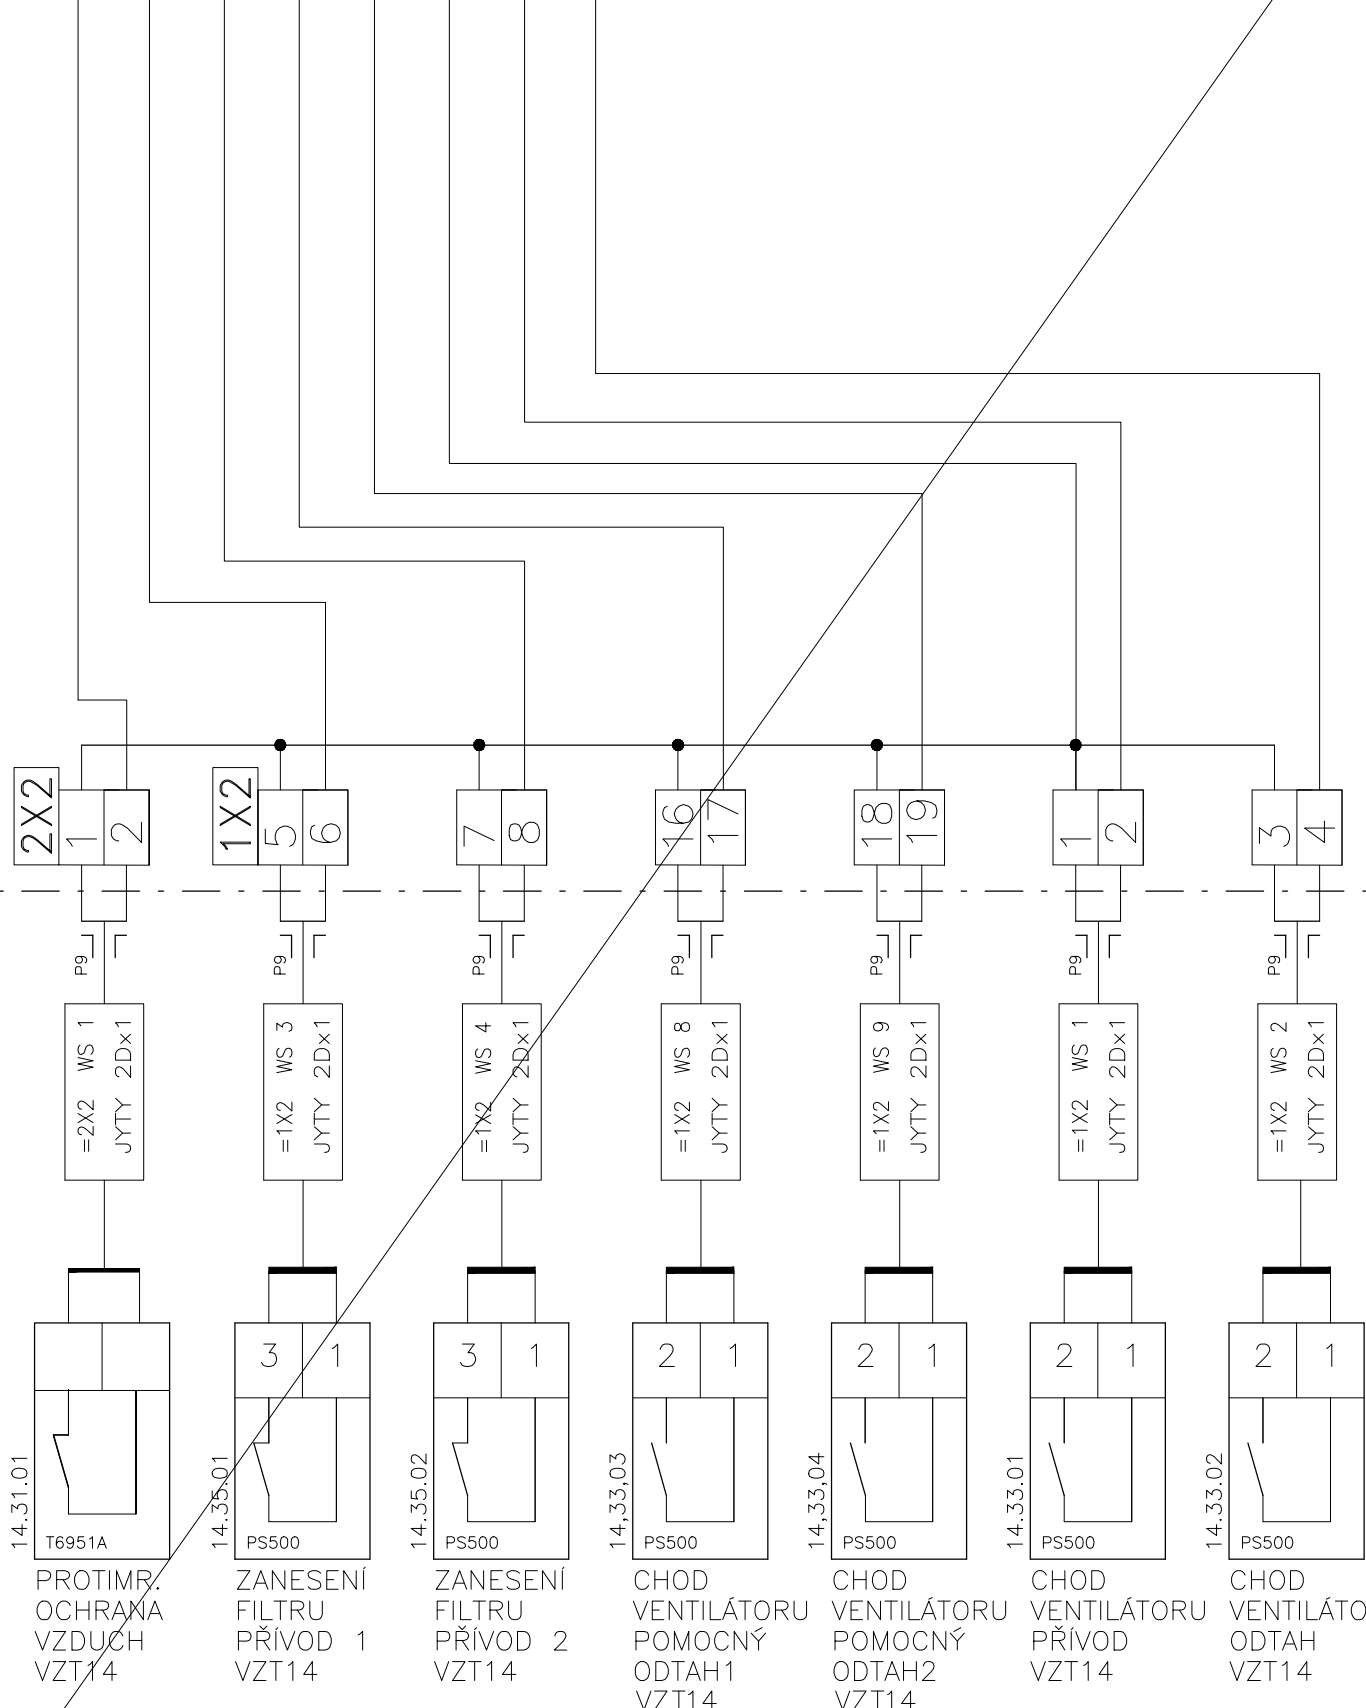 2X2
1
2
1X2
5
6
7
8
16
17
18
19
1
2
3
4
P9
P9
P9
P9
P9
P9
P9
=2X2 WS 1
JYTY 2Dx1
=1X2 WS 3
JYTY 2Dx1
=1X2 WS 4
JYTY 2Dx1
=1X2 WS 8
JYTY 2Dx1
=1X2 WS 9
JYTY 2Dx1
=1X2 WS 1
JYTY 2Dx1
=1X2 WS 2
JYTY 2Dx1
3 1
3 1
2 1
2 1
2 1
2 1
14.31.01
T6951A
14.35.01
PS500
14.35.02
PS500
14,33,03
PS500
14,33,04
PS500
14.33.01
PS500
14.33.02
PS500
PROTIMR.
OCHRANA
VZDUCH
VZT14
ZANESENÍ
FILTRU
PŘÍVOD 1
VZT14
ZANESENÍ
FILTRU
PŘÍVOD 2
VZT14
CHOD
VENTILÁTORU
POMOCNÝ
ODTAH1
VZT14
CHOD
VENTILÁTORU
POMOCNÝ
ODTAH2
VZT14
CHOD
VENTILÁTORU
PŘÍVOD
VZT14
CHOD
VENTILÁTO
ODTAH
VZT14